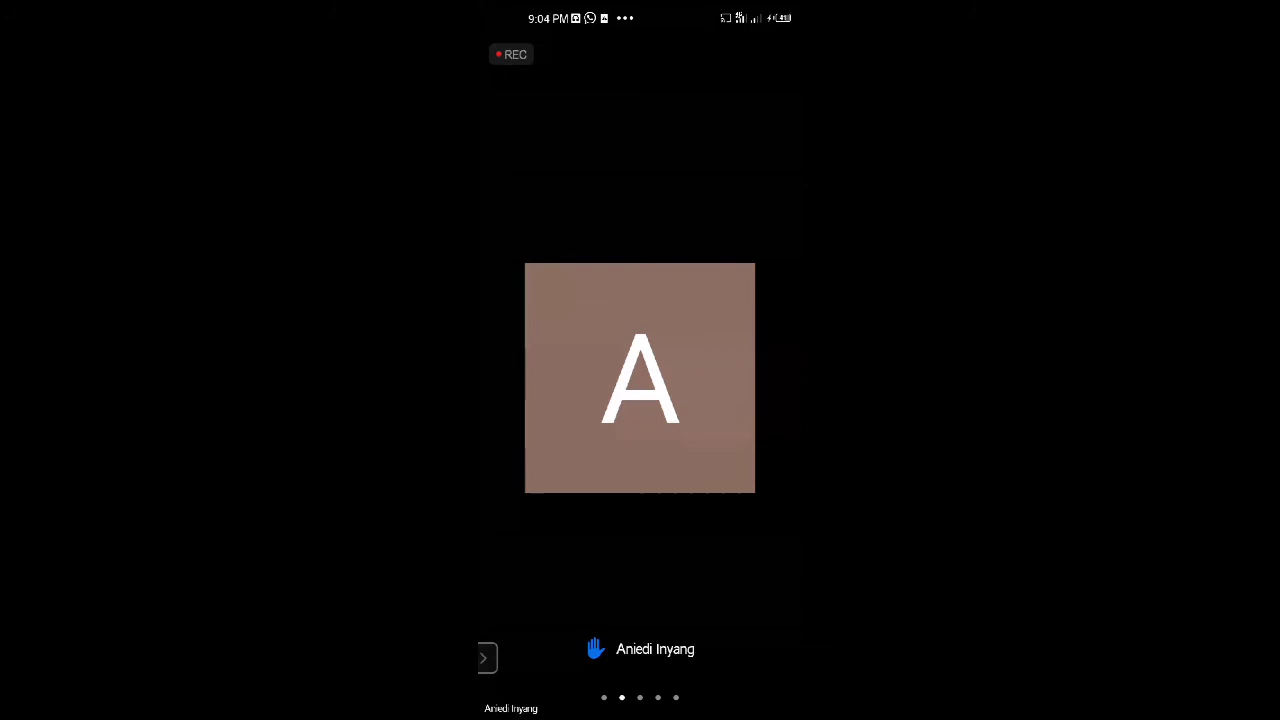 9:04 PM
REC
A
Aniedi Inyang
Aniedi Inyang